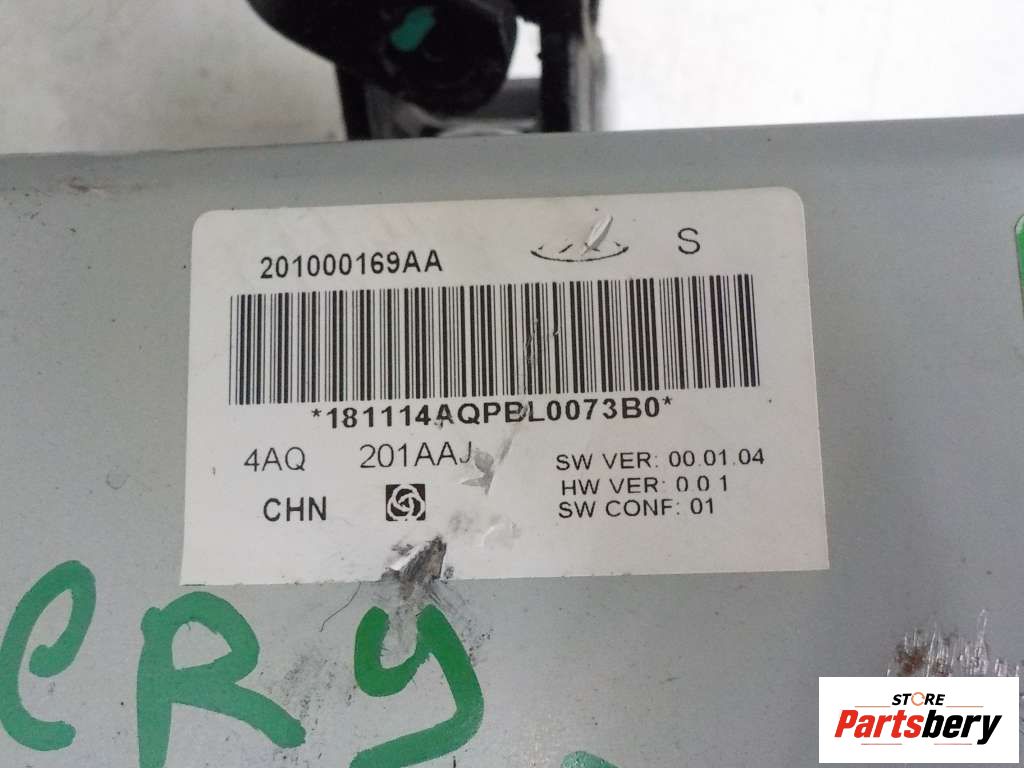 201000169AA S
*181114AQPBL0073B0*
4AQ 201AAJ
SW VER: 00.01.04
HW VER: 0.0 1
CHN
SW CONF: 01
CRY
STORE
Partsbery